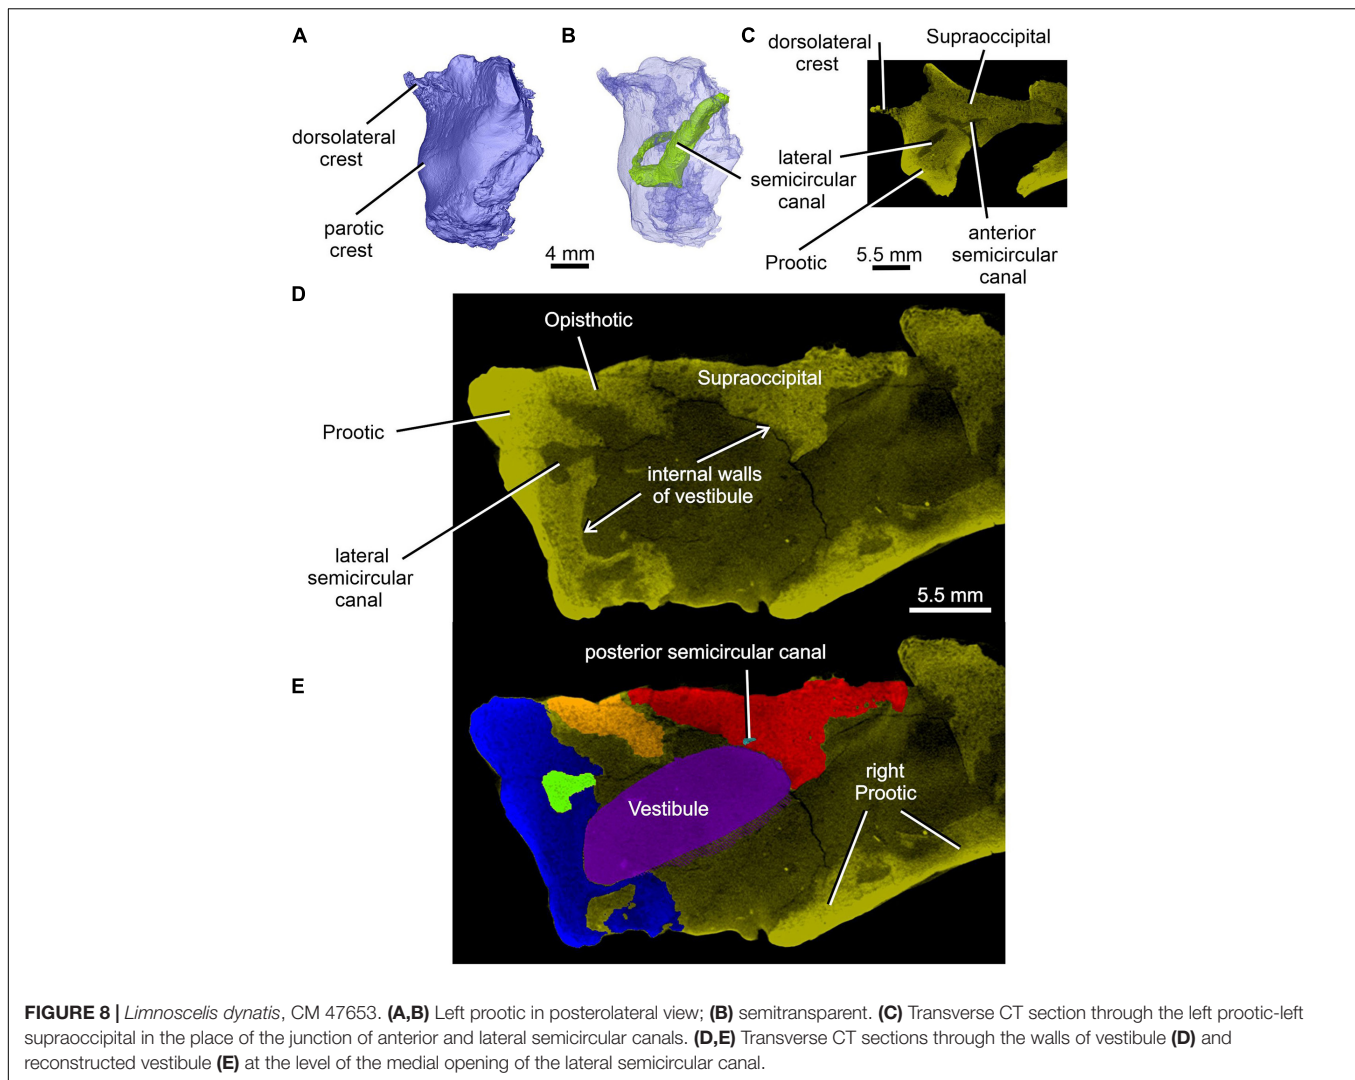 A
B
C
dorsolateral
crest
Supraoccipital
dorsolateral
crest
lateral
semicircular
canal
parotic
crest
4 mm
Prootic
5.5 mm
anterior
semicircular
canal
D
Opisthotic
Supraoccipital
Prootic
internal walls
of vestibule
lateral
semicircular
canal
5.5 mm
posterior semicircular canal
E
right
Prootic
Vestibule
FIGURE 8 | Limnoscelis dynatis, CM 47653. (A,B) Left prootic in posterolateral view; (B) semitransparent. (C) Transverse CT section through the left prootic-left
supraoccipital in the place of the junction of anterior and lateral semicircular canals. (D,E) Transverse CT sections through the walls of vestibule (D) and
reconstructed vestibule (E) at the level of the medial opening of the lateral semicircular canal.